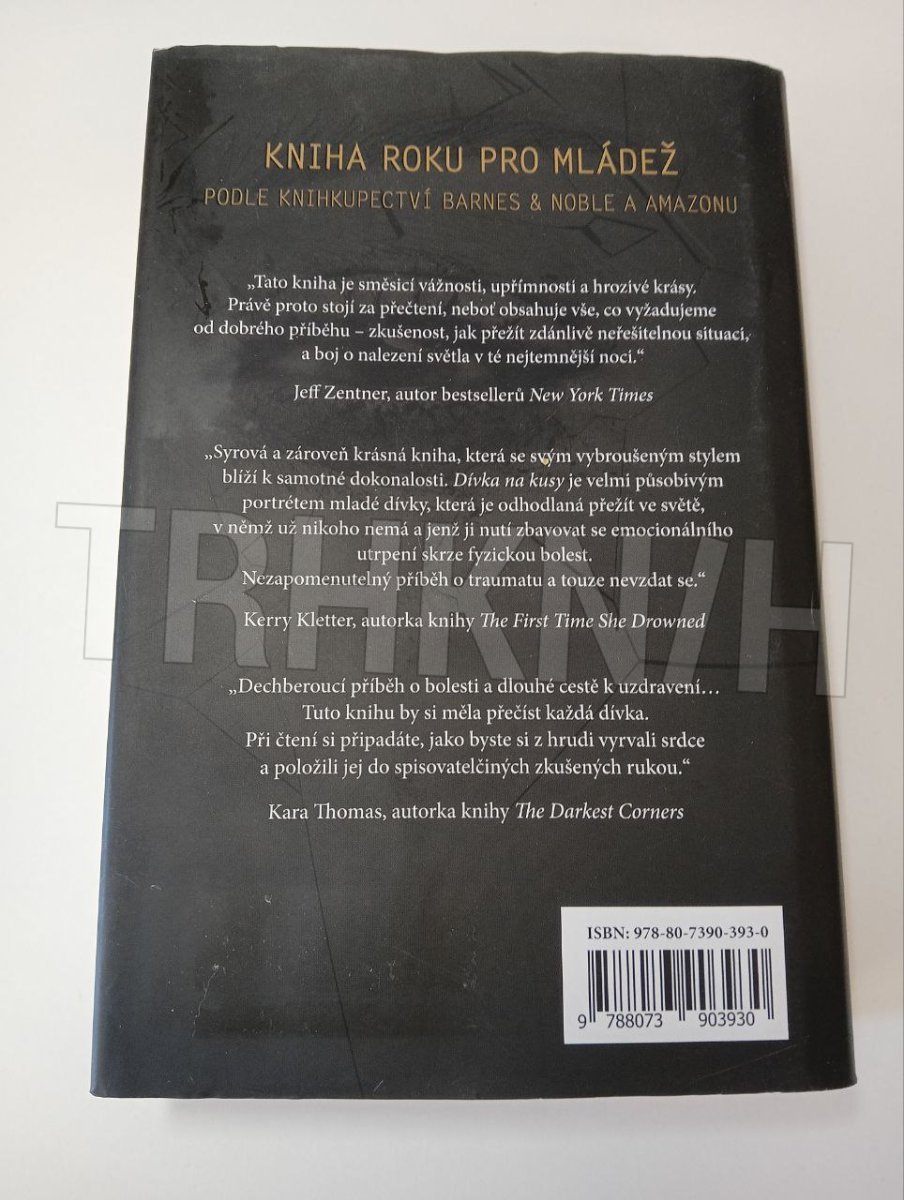 KNIHA ROKU PRO MLÁDEŽ
PODLE KNIHKUPECTVÍ BARNES & NOBLE A AMAZONU
„Tato kniha je směsicí vážnosti, upřímnosti a hrozivé krásy.
Právě proto stojí za přečtení, neboť obsahuje vše, co vyžadujeme
od dobrého příběhu – zkušenost, jak přežít zdánlivě neřešitelnou situaci,
a boj o nalezení světla v té nejtemnější noci.“
Jeff Zentner, autor bestsellerů New York Times
„Syrová a zároveň krásná kniha, která se svým vybroušeným stylem
blíží k samotné dokonalosti. Dívka na kusy je velmi působivým
portrétem mladé dívky, která je odhodlaná přežít ve světě,
v němž už nikoho nemá a jenž ji nutí zbavovat se emocionálního
utrpení skrze fyzickou bolest.
Nezapomenutelný příběh o traumatu a touze nevzdat se.“
TRHKNIH
Kerry Kletter, autorka knihy The First Time She Drowned
„Dechberoucí příběh o bolesti a dlouhé cestě k uzdravení…
Tuto knihu by si měla přečíst každá dívka.
Při čtení si připadáte, jako byste si z hrudi vyrvali srdce
a položili jej do spisovatelčiných zkušených rukou.“
Kara Thomas, autorka knihy The Darkest Corners
ISBN: 978-80-7390-393-0
9 788073 903930